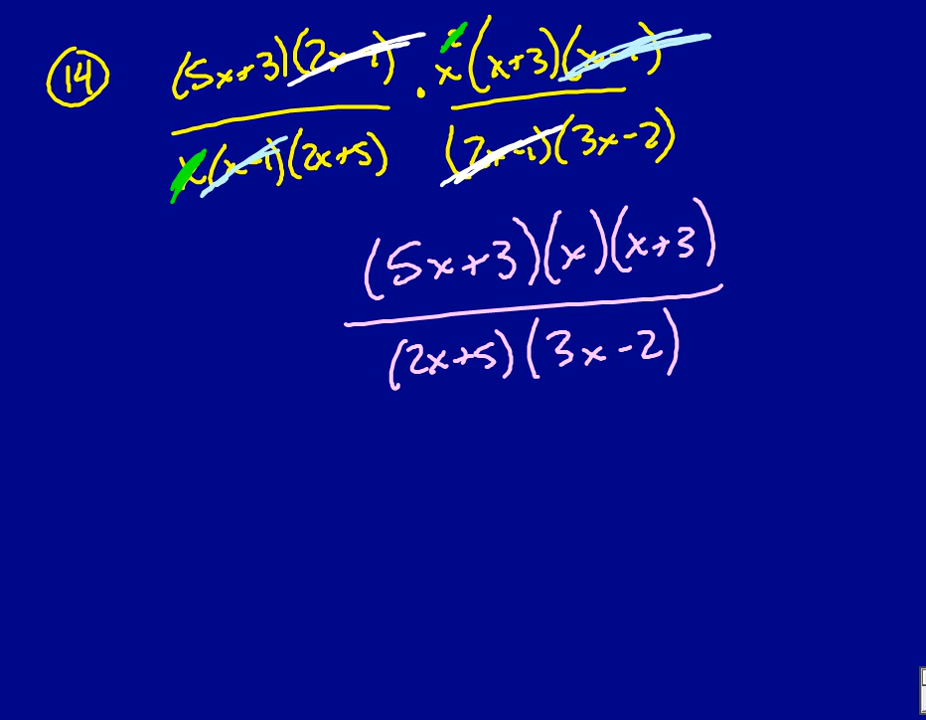 14 (5x+3)(2x-1) · x²(x+3)(x-1)
x(x-1)(2x+5) (2x-1)(3x-2)
(5x+3)(x)(x+3)
(2x+5)(3x-2)